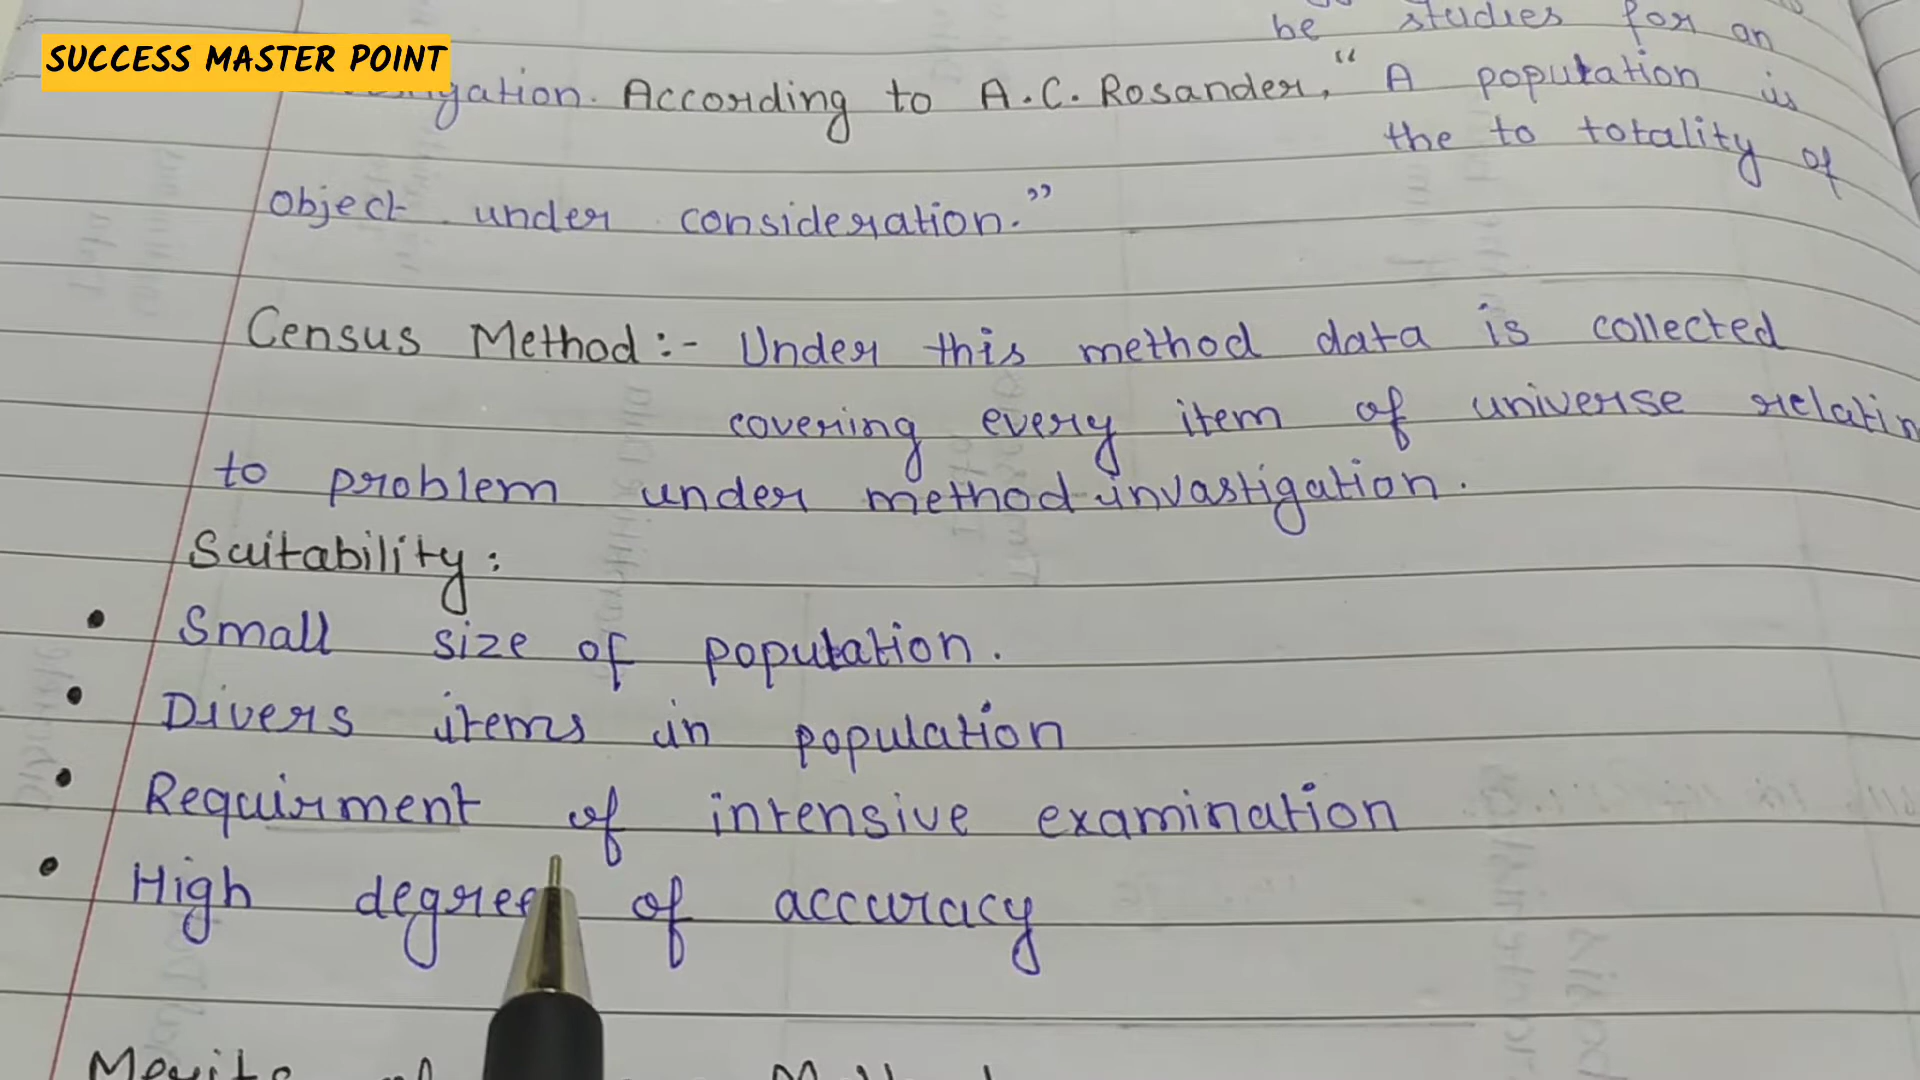 be studies for an
SUCCESS MASTER POINT
According to A.C. Rosander, "A population is
the to totality of
object under consideration."
Census Method:- Under this method data is collected
covering every item of universe relatin
to problem under method invastigation.
Suitability:
• Small size of population.
• Divers items in population
• Requirment of intensive examination
• High degree of accuracy